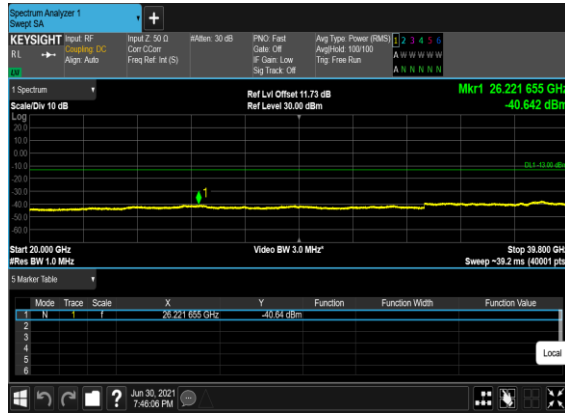 Spectrum Analyzer 1
Swept SA
+
KEYSIGHT Input: RF Input Z: 50 Ω #Atten: 30 dB PNO: Fast Avg Type: Power (RMS) 1 2 3 4 5 6
RL Coupling: DC Corr CCorr Gate: Off Avg|Hold: 100/100 A W W W W W
Align: Auto Freq Ref: Int (S) IF Gain: Low Trig: Free Run
Sig Track: Off A N N N N N
1 Spectrum Ref Lvl Offset 11.73 dB Mkr1 26.221 655 GHz
Scale/Div 10 dB Ref Level 30.00 dBm -40.642 dBm
Log
20.0
10.0
0.00
-10.0 DL1 -13.00 dBm
-20.0
-30.0
1
-40.0
-50.0
-60.0
Start 20.000 GHz Video BW 3.0 MHz* Stop 39.800 GHz
#Res BW 1.0 MHz Sweep ~39.2 ms (40001 pts
5 Marker Table
Mode Trace Scale X Y Function Function Width Function Value
1 N 1 f 26.221 655 GHz -40.64 dBm
2
3
4
5
6
Local
? Jun 30, 2021
7:46:06 PM